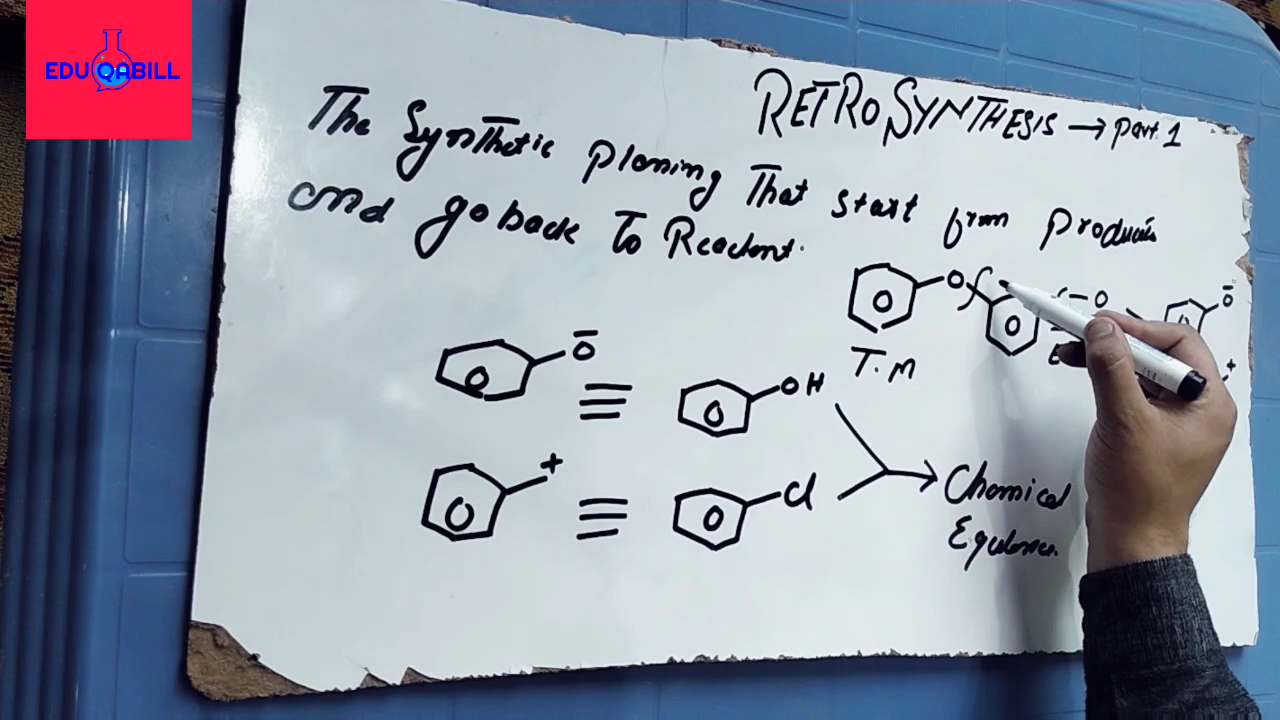 EDUQABILL
RETROSYNTHESIS → Part 1
The Synthetic Planing That start from Products
and go back To Reactant.
O
O
O
C-O
O
Ō
T.M
+
O
Ō
≡
O
OH
O
+
≡
O
Cl
Chemical